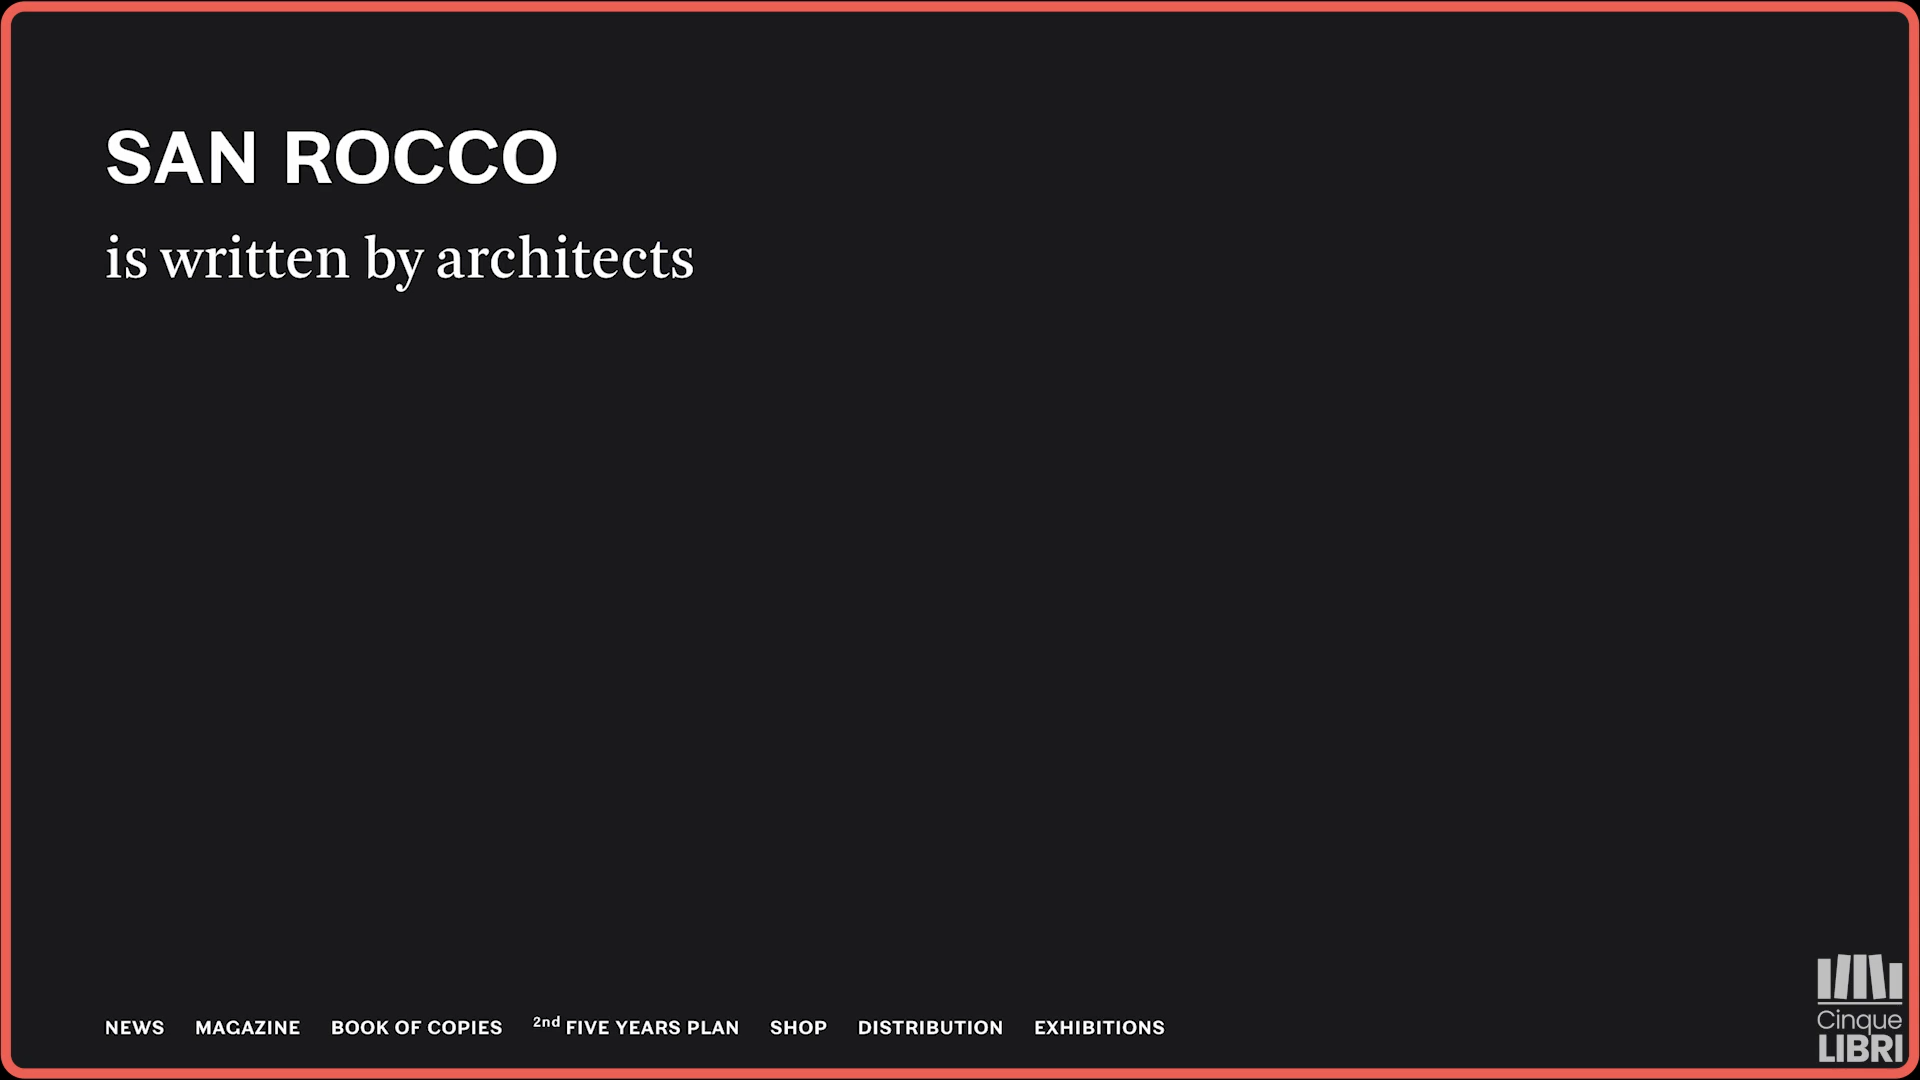 SAN ROCCO
is written by architects
NEWS MAGAZINE BOOK OF COPIES 2nd FIVE YEARS PLAN SHOP DISTRIBUTION EXHIBITIONS
Cinque
LIBRI